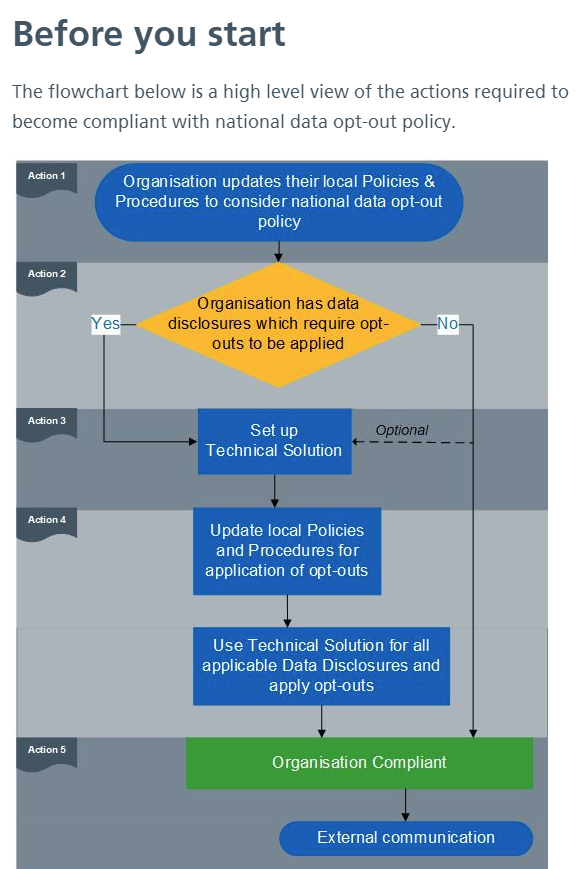 Before you start
The flowchart below is a high level view of the actions required to
become compliant with national data opt-out policy.
Action 1
Organisation updates their local Policies &
Procedures to consider national data opt-out
policy
Action 2
Organisation has data
disclosures which require opt-
outs to be applied
Yes
No
Action 3
Set up
Technical Solution
Optional
Action 4
Update local Policies
and Procedures for
application of opt-outs
Use Technical Solution for all
applicable Data Disclosures and
apply opt-outs
Action 5
Organisation Compliant
External communication